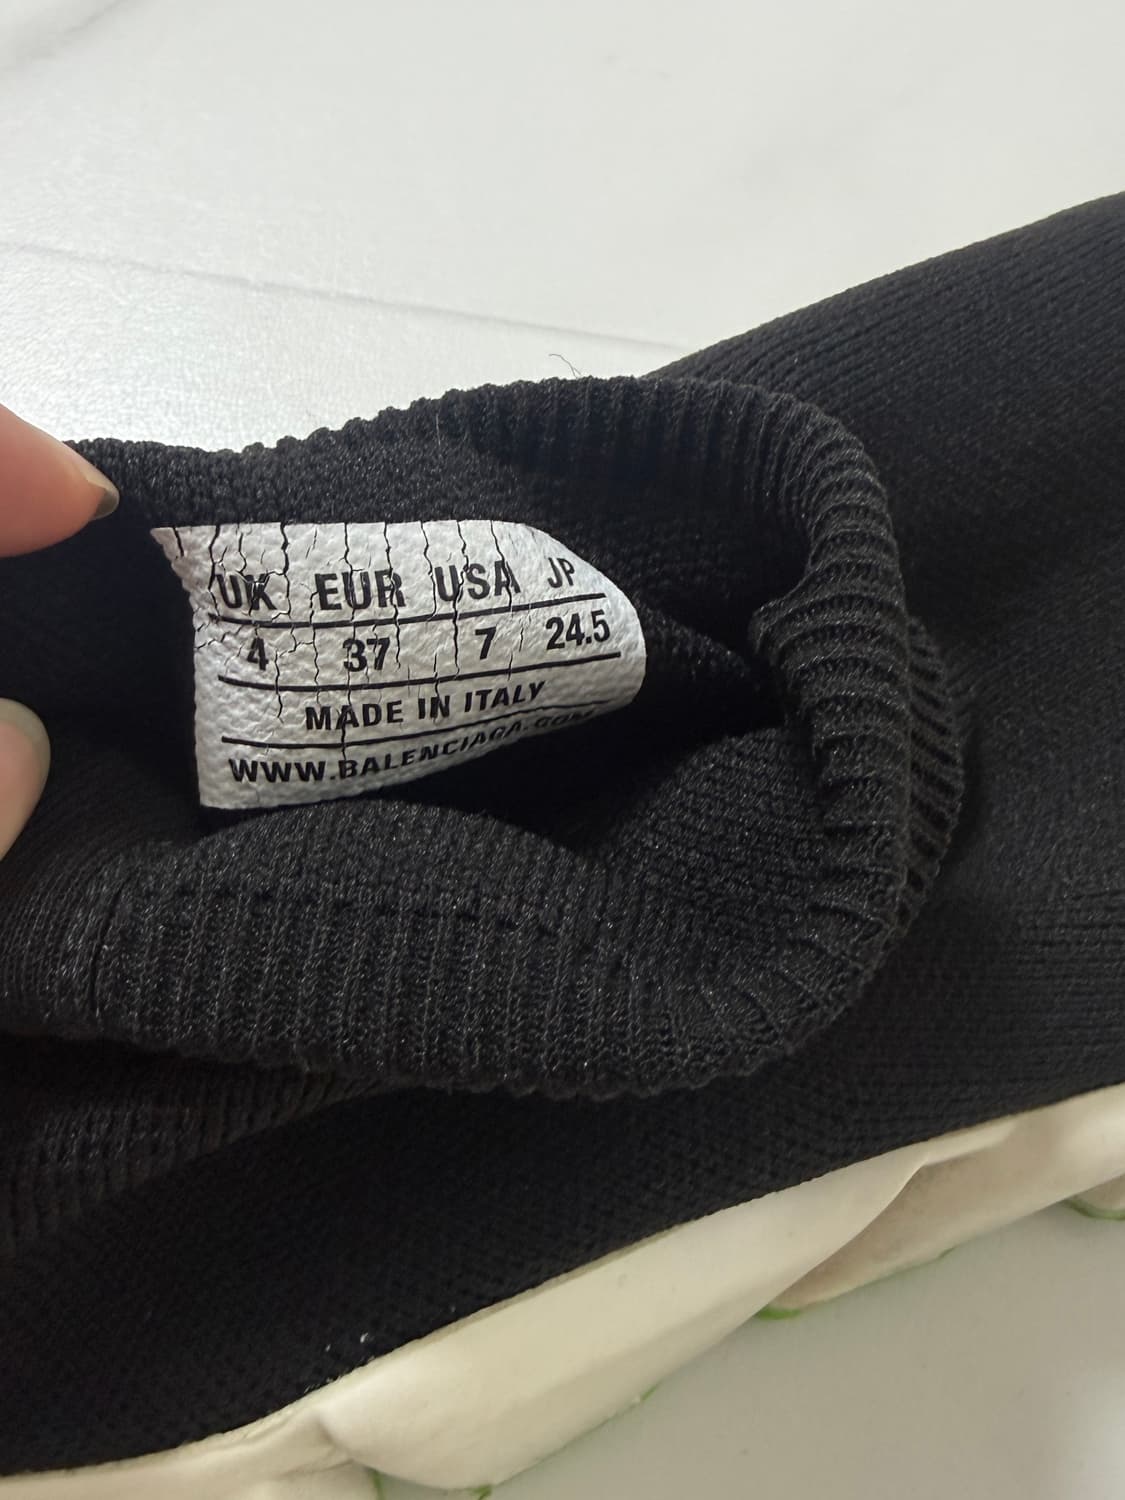 UK EUR USA JP
4 37 7 24.5
MADE IN ITALY
WWW.BALENCIAGA.COM